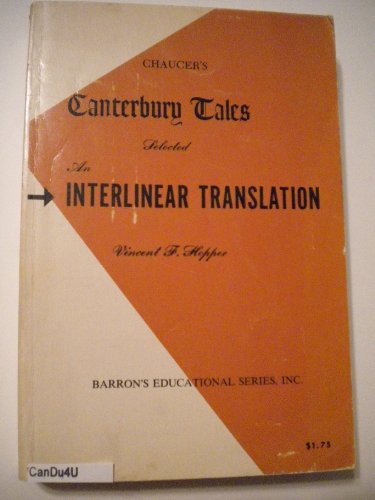 CHAUCER'S
Canterbury Tales
Selected
An
→ INTERLINEAR TRANSLATION
Vincent F. Hopper
BARRON'S EDUCATIONAL SERIES, INC.
$1.75
CanDu4U